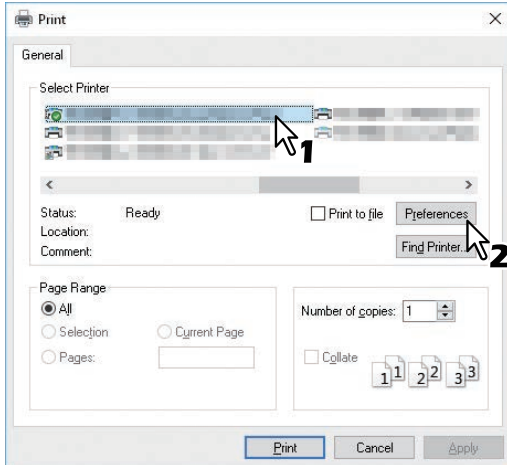 Print
General
Select Printer
1
Status: Ready
Print to file
Preferences
Location:
Comment:
Find Printer...
2
Page Range
All
Selection
Current Page
Pages:
Number of copies: 1
Collate
1 1 2 2 3 3
Print Cancel Apply